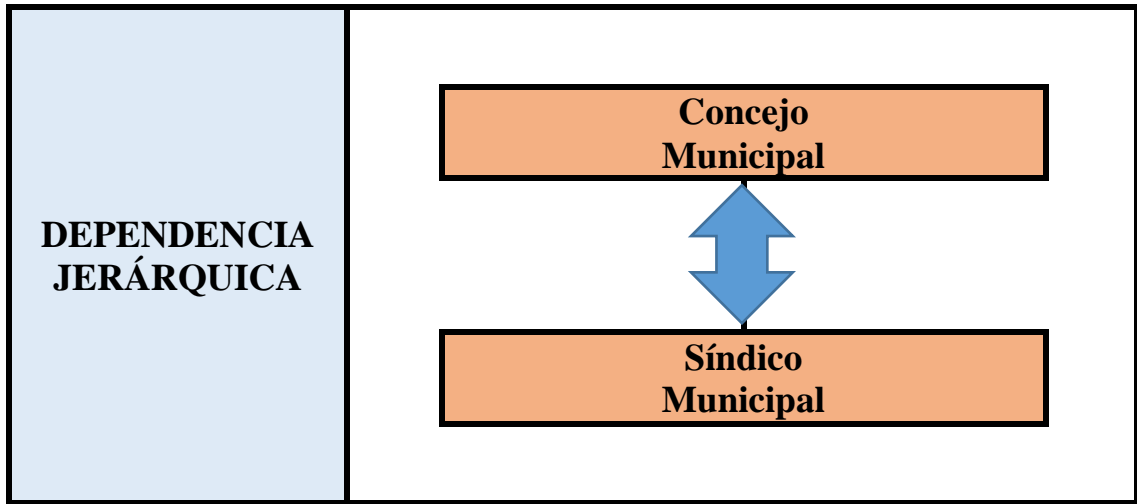 DEPENDENCIA
JERÁRQUICA
Concejo
Municipal
Síndico
Municipal